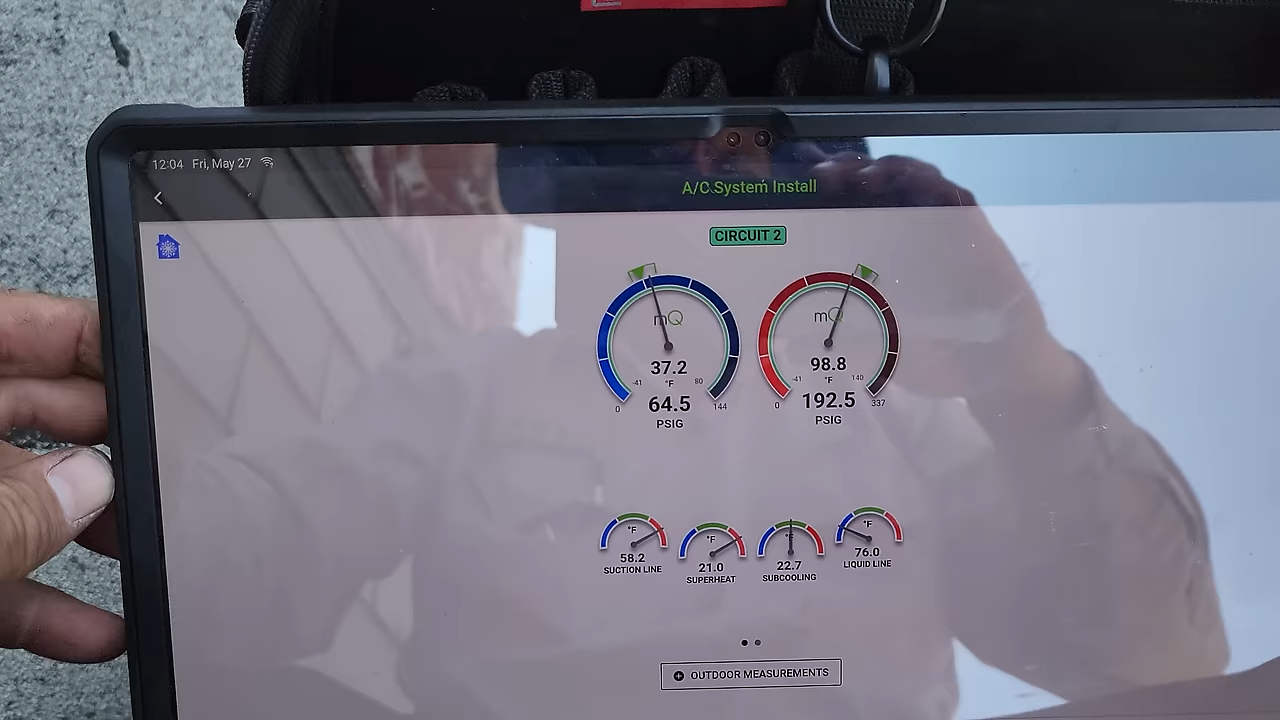 12:04 Fri, May 27
A/C System Install
CIRCUIT 2
mQ
37.2
°F
-41
80
64.5
0
144
PSIG
mQ
98.8
°F
-41
140
192.5
0
337
PSIG
°F
58.2
SUCTION LINE
°F
21.0
SUPERHEAT
°F
22.7
SUBCOOLING
°F
76.0
LIQUID LINE
OUTDOOR MEASUREMENTS